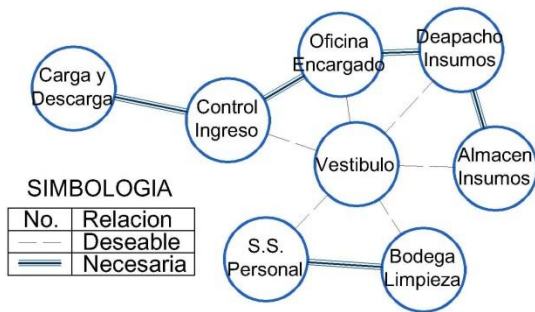 Carga y
Descarga
Control
Ingreso
Oficina
Encargado
Deapacho
Insumos
Vestibulo
Almacen
Insumos
S.S.
Personal
Bodega
Limpieza
SIMBOLOGIA
No. Relacion
Deseable
Necesaria